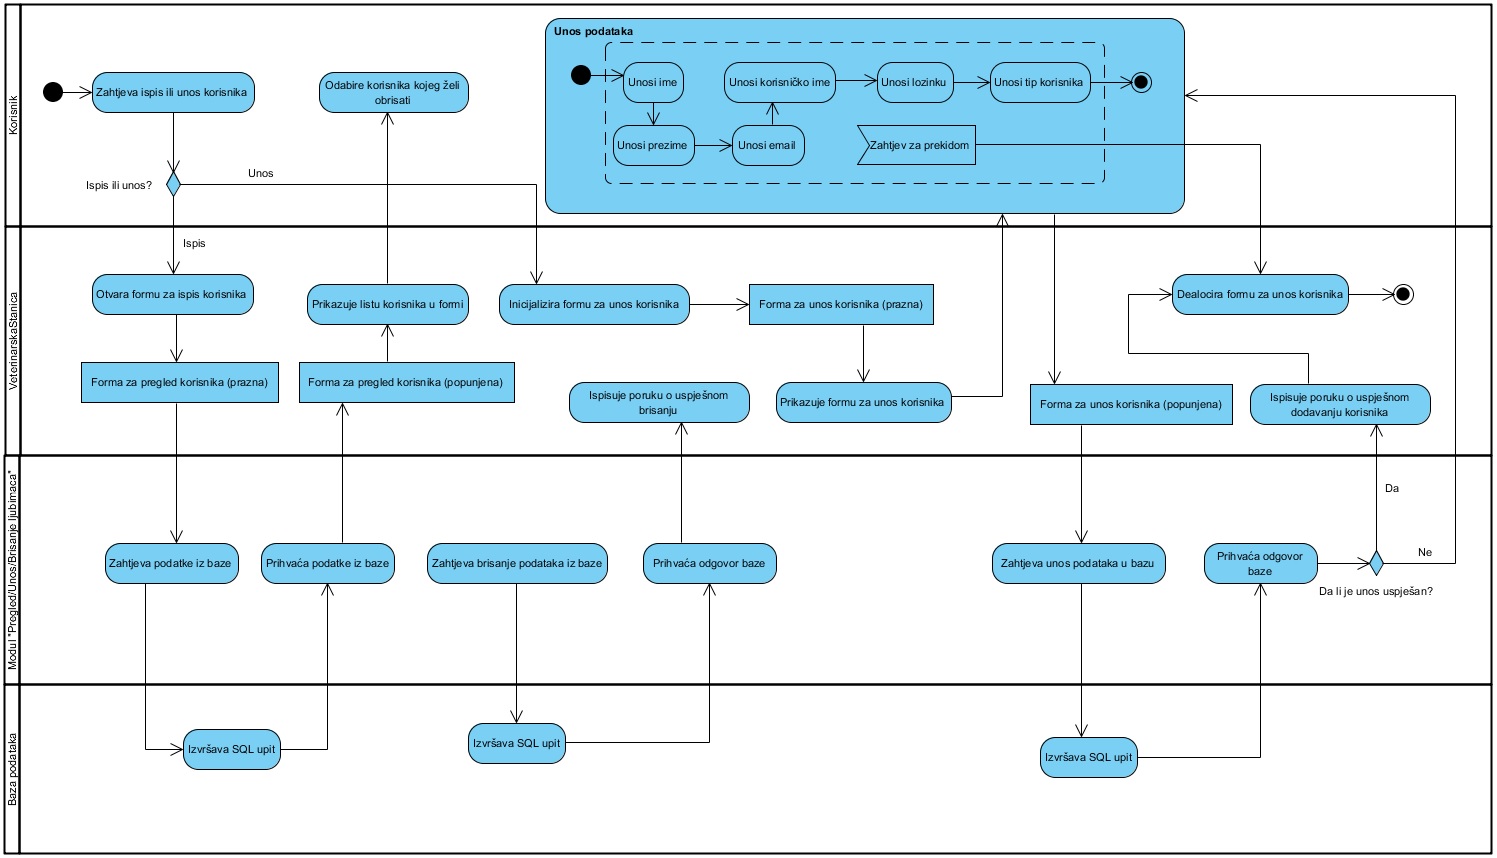 Korisnik
Unos podataka
Zahtjeva ispis ili unos korisnika
Odabire korisnika kojeg želi
obrisati
Unosi ime
Unosi korisničko ime
Unosi lozinku
Unosi tip korisnika
Unosi prezime
Unosi email
Zahtjev za prekidom
Ispis ili unos?
Unos
VeterinarskaStanica
Ispis
Otvara formu za ispis korisnika
Prikazuje listu korisnika u formi
Inicijalizira formu za unos korisnika
Forma za unos korisnika (prazna)
Dealocira formu za unos korisnika
Forma za pregled korisnika (prazna)
Forma za pregled korisnika (popunjena)
Ispisuje poruku o uspješnom
brisanju
Prikazuje formu za unos korisnika
Forma za unos korisnika (popunjena)
Ispisuje poruku o uspješnom
dodavanju korisnika
Modul "Pregled/Unos/Brisanje ljubimaca"
Da
Zahtjeva podatke iz baze
Prihvaća podatke iz baze
Zahtjeva brisanje podataka iz baze
Prihvaća odgovor baze
Zahtjeva unos podataka u bazu
Prihvaća odgovor
baze
Ne
Da li je unos uspješan?
Baza podataka
Izvršava SQL upit
Izvršava SQL upit
Izvršava SQL upit